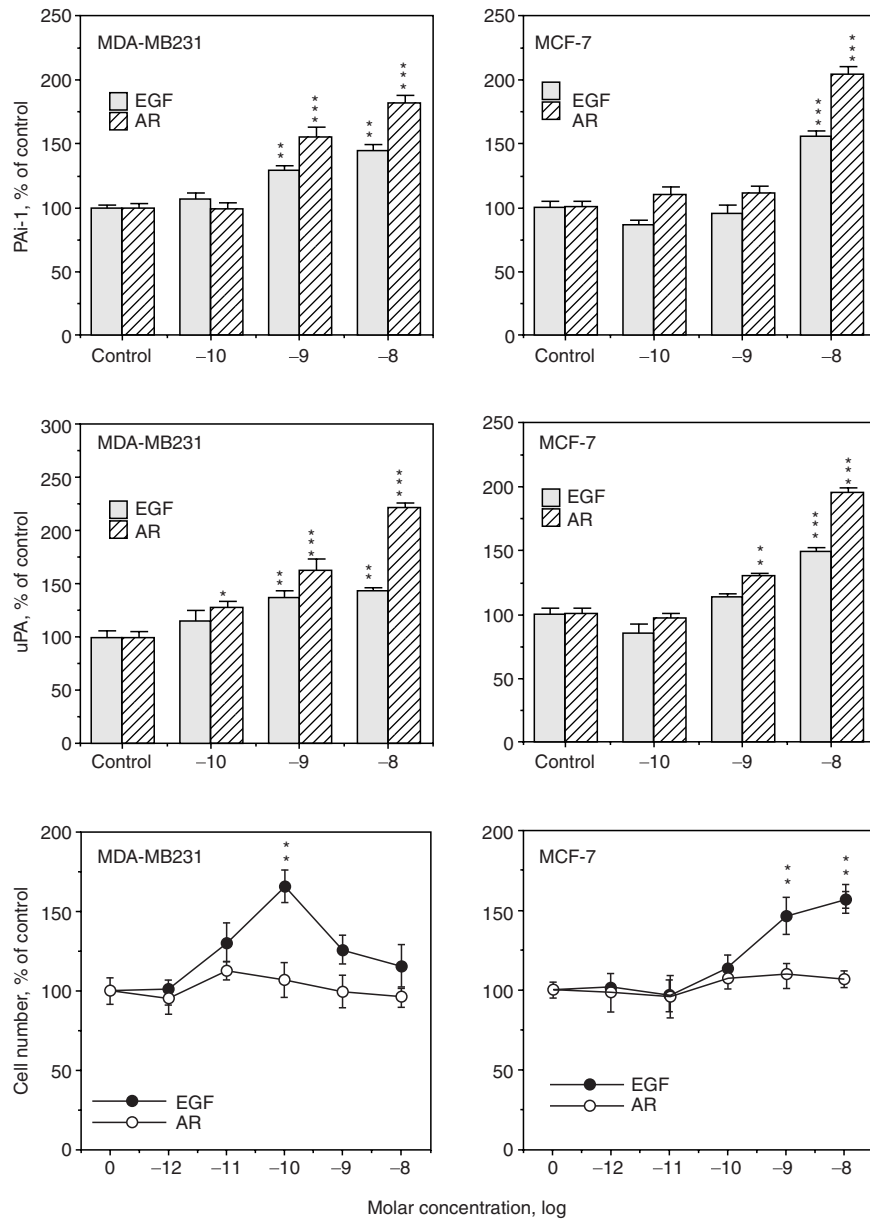 250
MDA-MB231
200
EGF
AR
150
100
50
0
PAi-1, % of control
Control –10 –9 –8
** *** ** ***
250
MCF-7
200
EGF
AR
150
100
50
0
Control –10 –9 –8
*** ***
300
MDA-MB231
250
200
EGF
AR
150
100
50
0
uPA, % of control
Control –10 –9 –8
* ** *** ** ***
250
MCF-7
200
EGF
AR
150
100
50
0
Control –10 –9 –8
** *** ***
200
MDA-MB231
150
100
50
EGF
AR
0
Cell number, % of control
0 –12 –11 –10 –9 –8
**
200
MCF-7
150
100
50
EGF
AR
0
0 –12 –11 –10 –9 –8
** **
Molar concentration, log